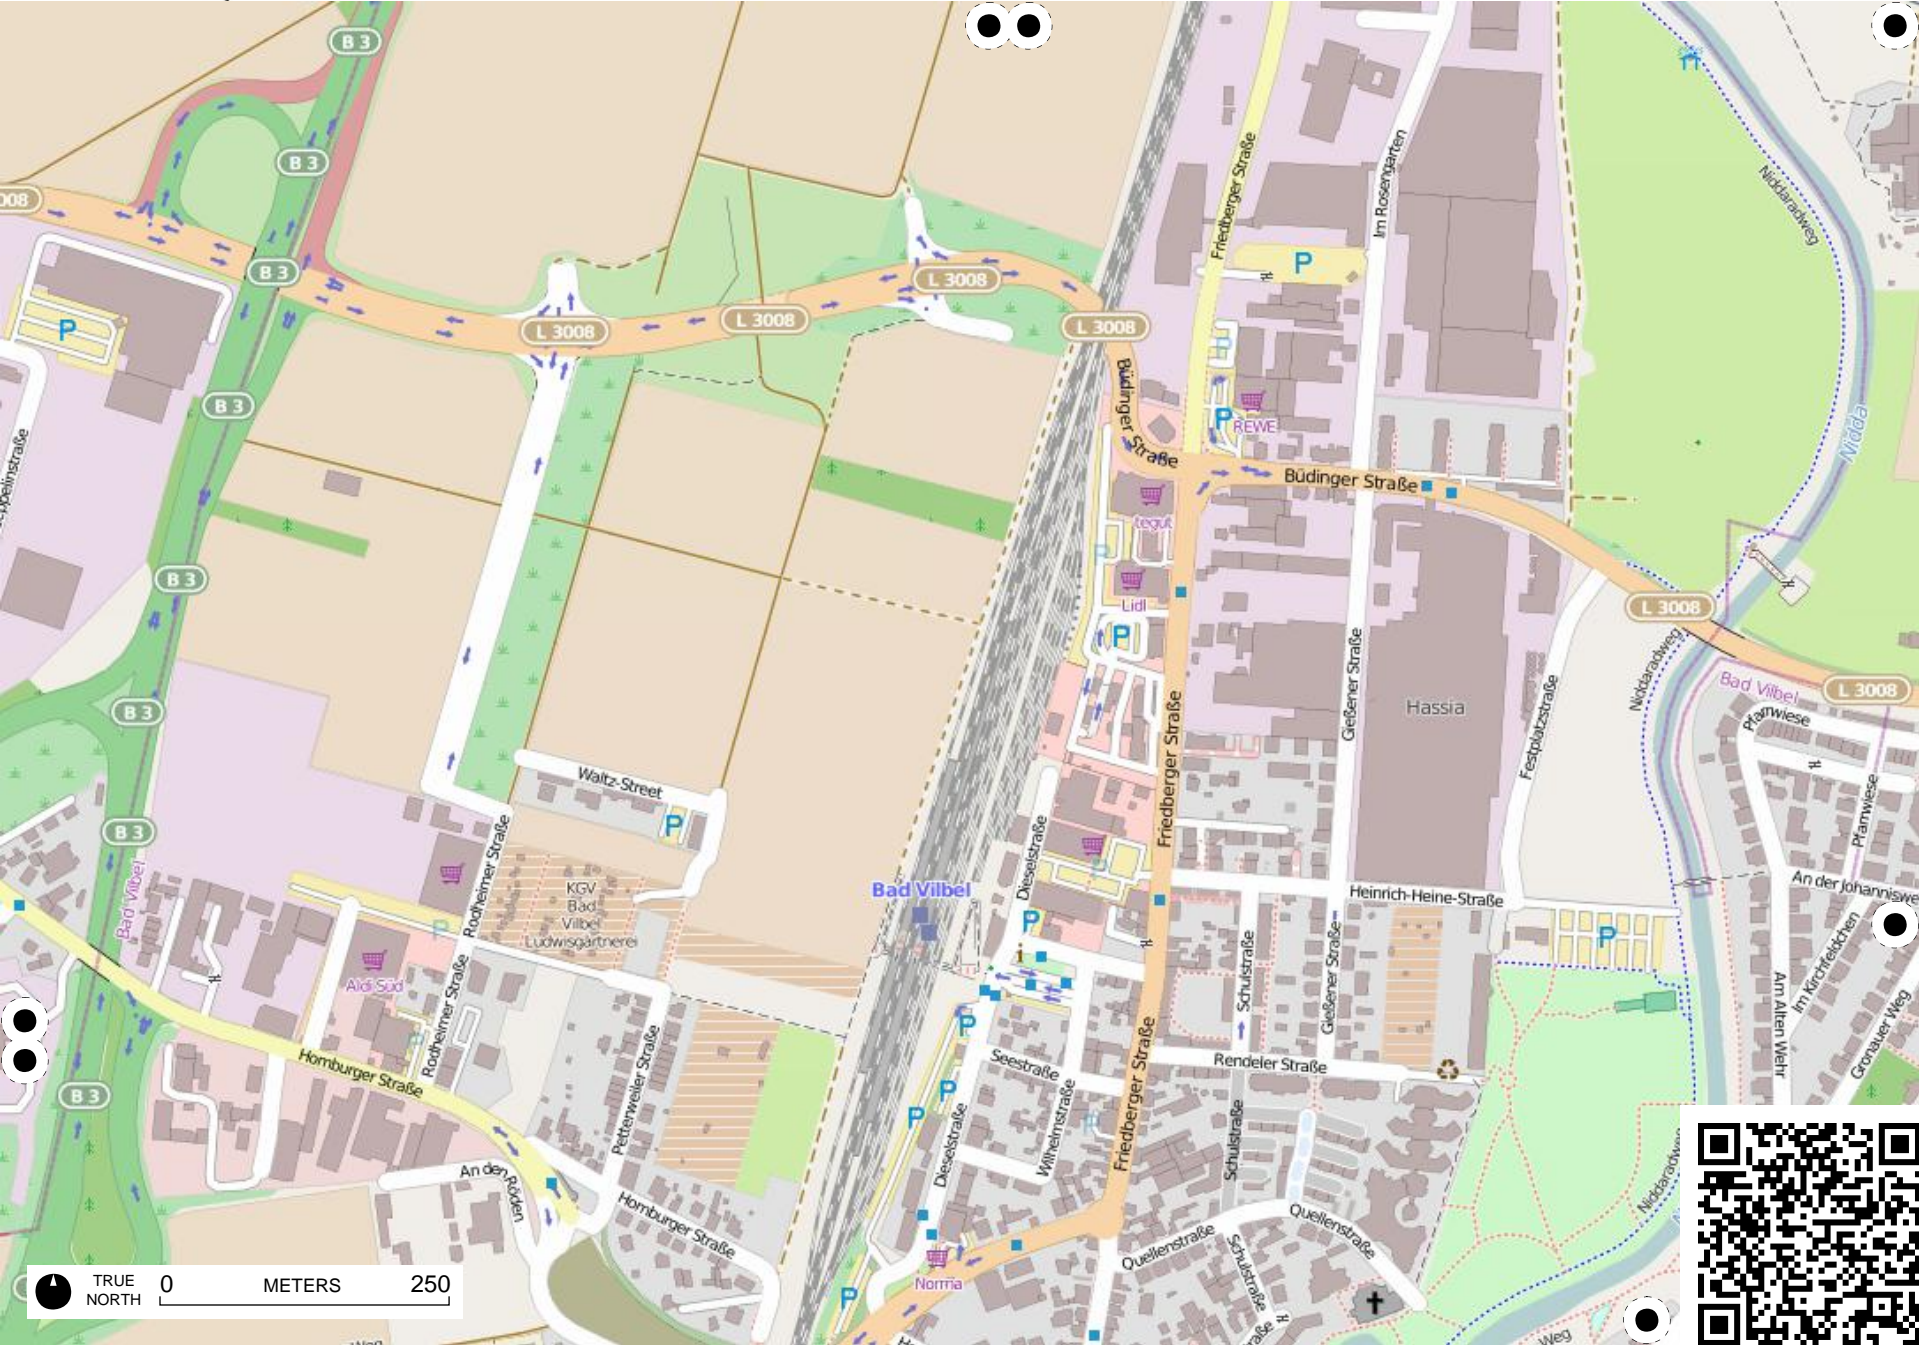 B 3
B 3
3008
B 3
L 3008
L 3008
L 3008
L 3008
Friedberger Straße
Im Rosengarten
Niddaradweg
P
P
P
Büdinger Straße
P
REWE
B 3
Nidda
Büdinger Straße
tegut
P
Lidl
P
B 3
L 3008
Niddaradweg
Bad Vilbel
L 3008
Pfarrwiese
Gießener Straße
Hassia
Festplatzstraße
Friedberger Straße
B 3
Waltz-Street
P
B 3
Rodheimer Straße
Dieselstraße
P
Pfarrwiese
Bad Vilbel
KGV
Bad
Vilbel
Ludwisgärtnerei
Bad Vilbel
P
Heinrich-Heine-Straße
An der Johanniswe
P
P
Aldi Süd
Rodheimer Straße
i
Schulstraße
Gießener Straße
Im Kirchfeldchen
Am Alten Wehr
Gronauer Weg
P
Homburger Straße
P
Petterweiler Straße
Seestraße
Rendeler Straße
B 3
P
P
P
Dieselstraße
Wilhelmstraße
Friedberger Straße
Schulstraße
Niddaradweg
An den Röden
Homburger Straße
Quellenstraße
Quellenstraße
Schulstraße
Norma
P
TRUE
NORTH
0 METERS 250
Weg
Weg